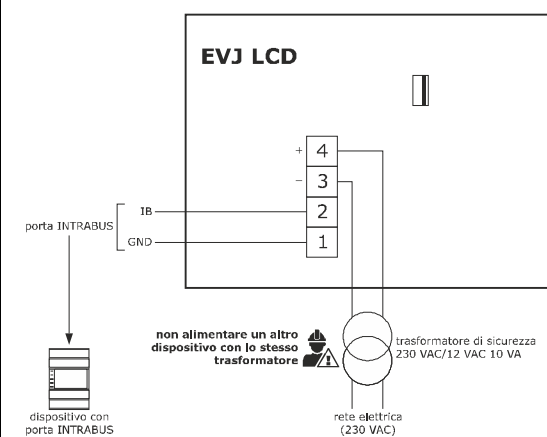 EVJ LCD
+ 4
- 3
IB 2
porta INTRABUS
GND 1
non alimentare un altro
dispositivo con lo stesso
trasformatore
trasformatore di sicurezza
230 VAC/12 VAC 10 VA
dispositivo con
porta INTRABUS
rete elettrica
(230 VAC)